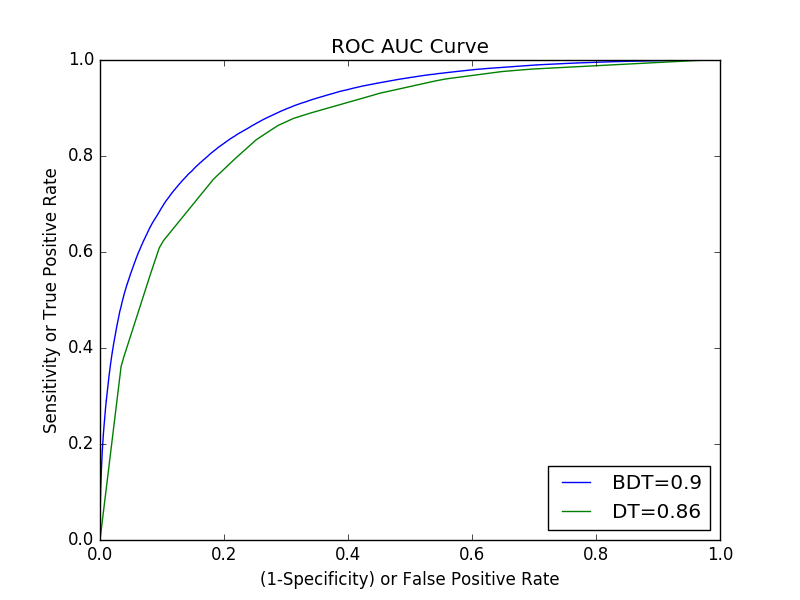 ROC AUC Curve
1.0
0.8
0.6
0.4
0.2
0.0
Sensitivity or True Positive Rate
BDT=0.9
DT=0.86
0.0 0.2 0.4 0.6 0.8 1.0
(1-Specificity) or False Positive Rate